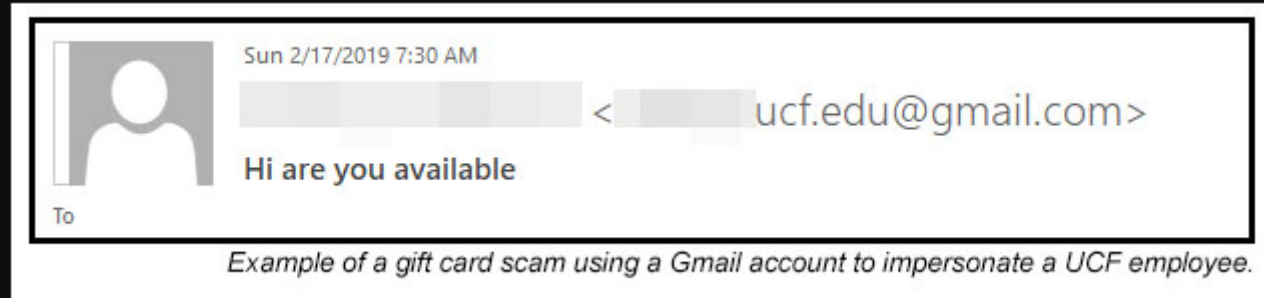 Sun 2/17/2019 7:30 AM
< ucf.edu@gmail.com>
Hi are you available
To
Example of a gift card scam using a Gmail account to impersonate a UCF employee.